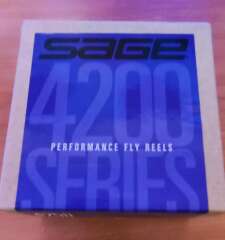 SAGE
4200
PERFORMANCE FLY REELS
SERIES